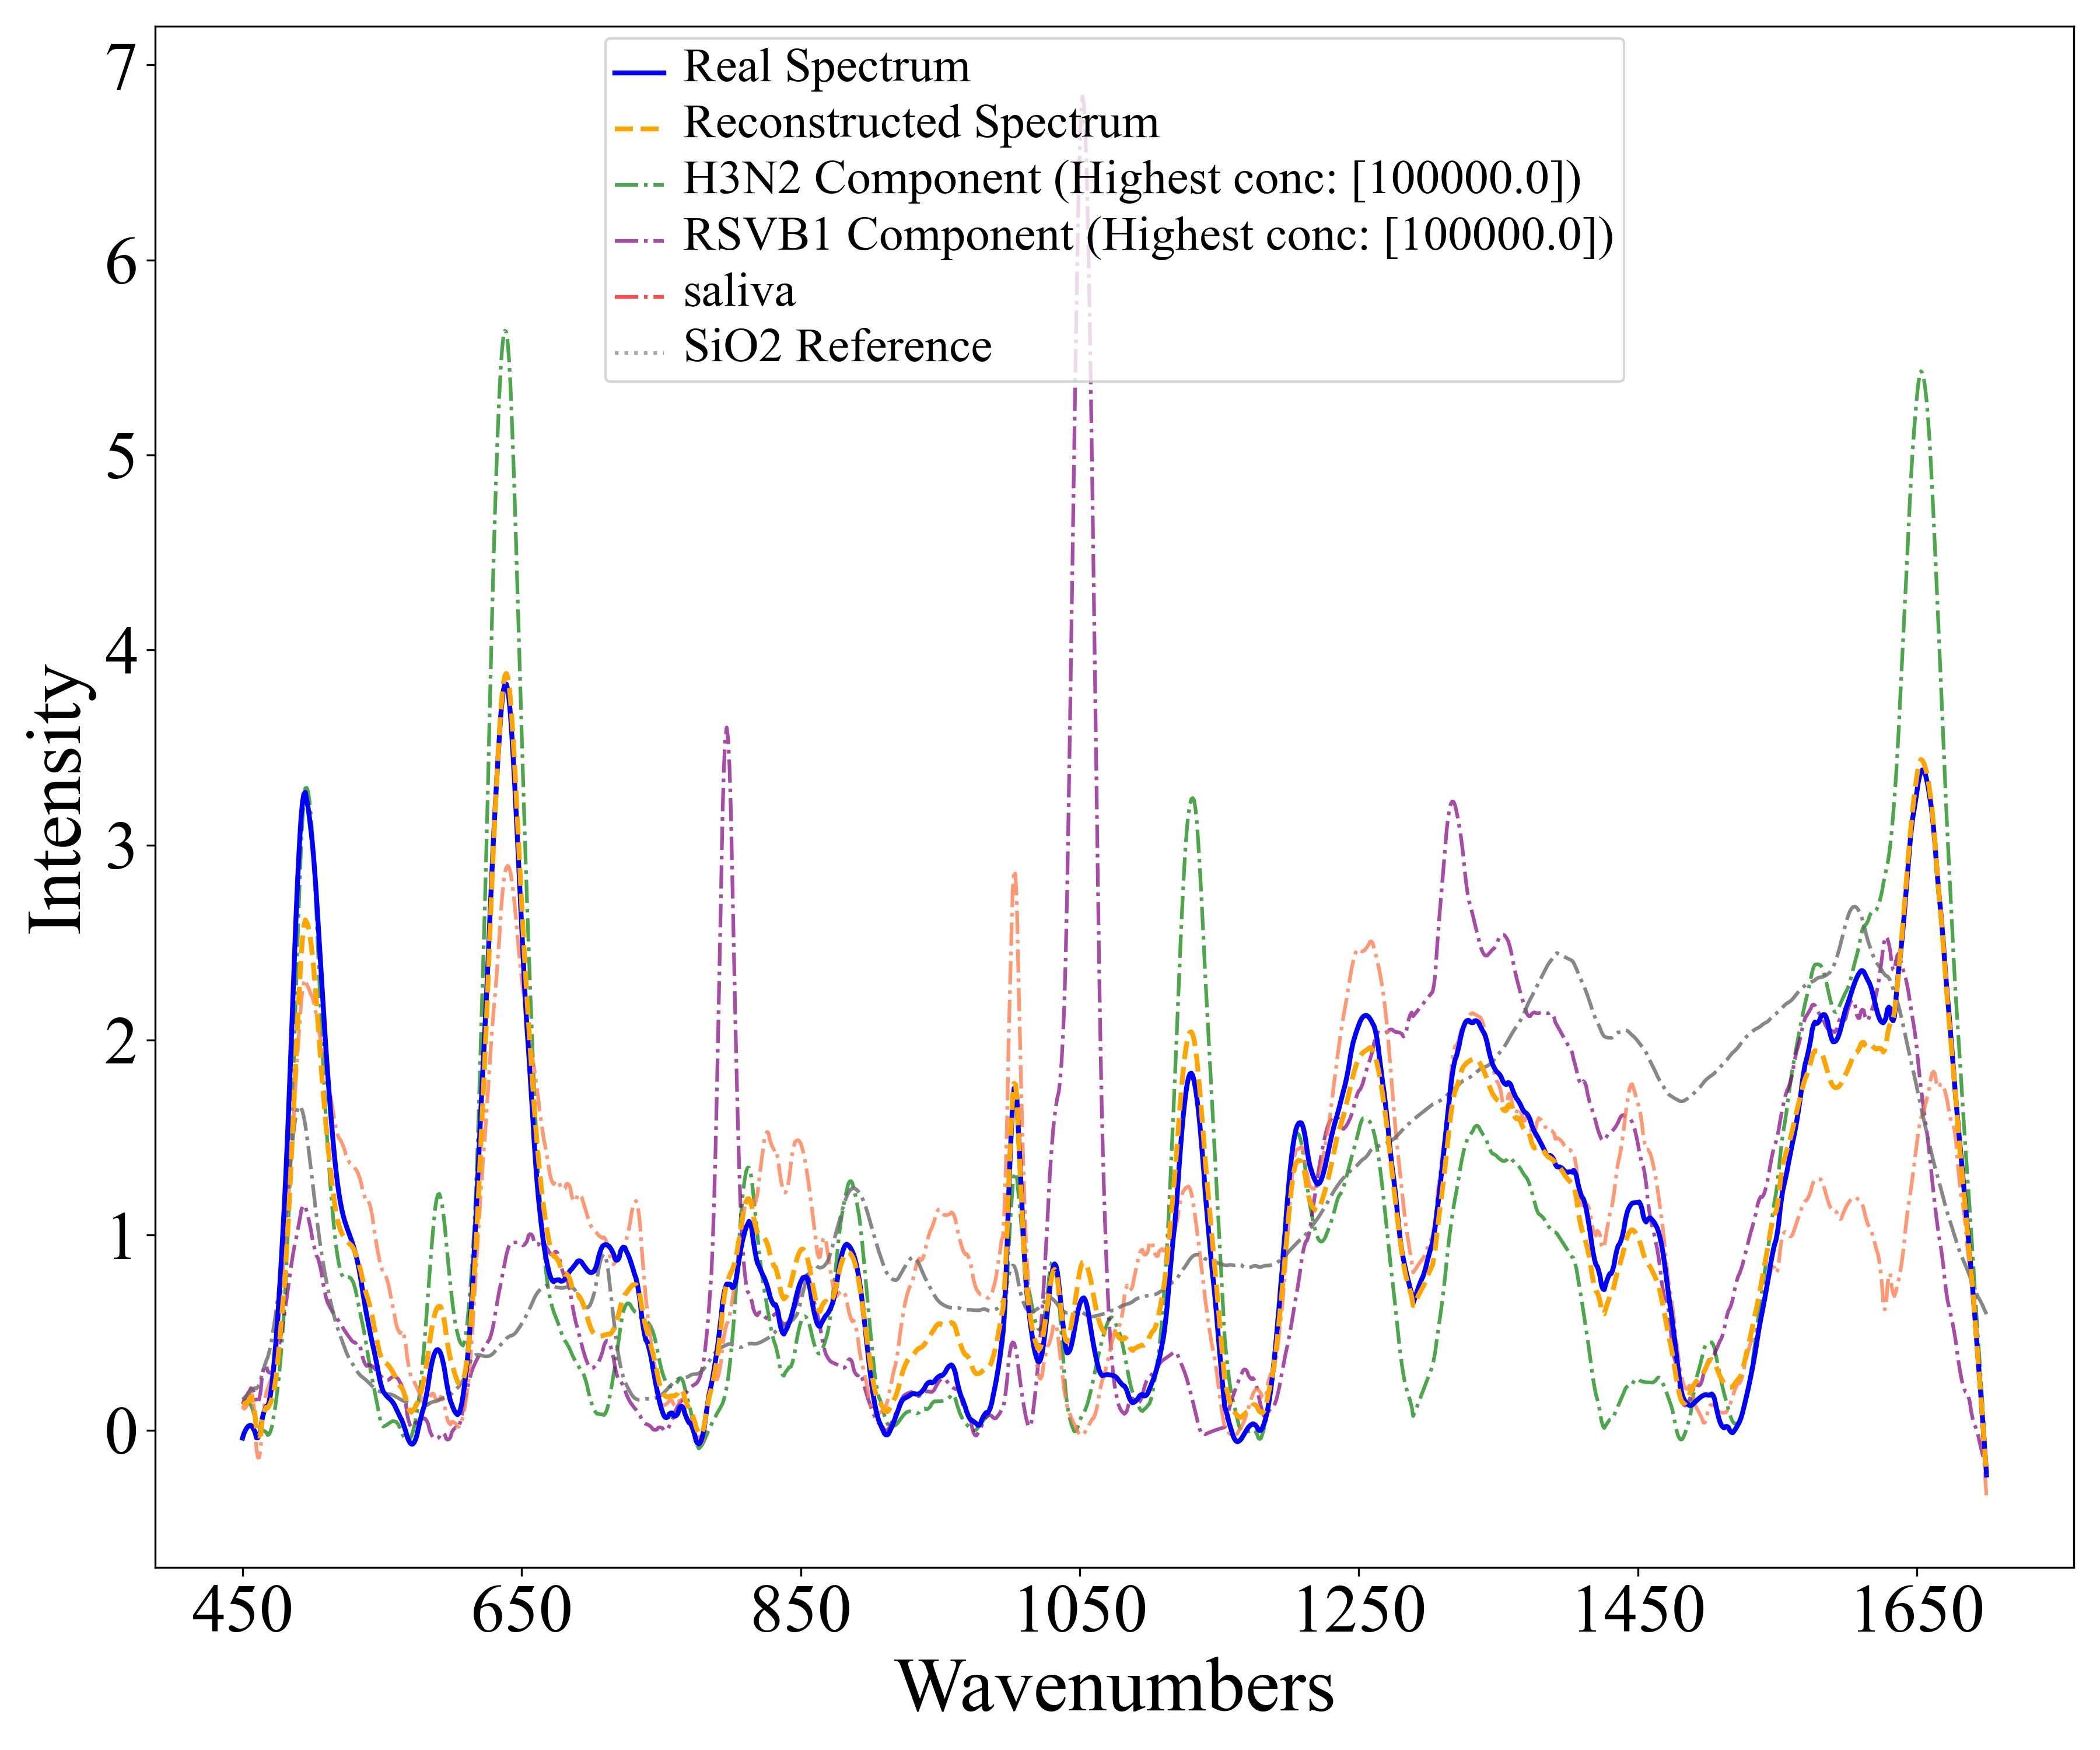 Real Spectrum
Reconstructed Spectrum
H3N2 Component (Highest conc: [100000.0])
RSVB1 Component (Highest conc: [100000.0])
saliva
SiO2 Reference
7
6
5
4
3
2
1
0
Intensity
450 650 850 1050 1250 1450 1650
Wavenumbers